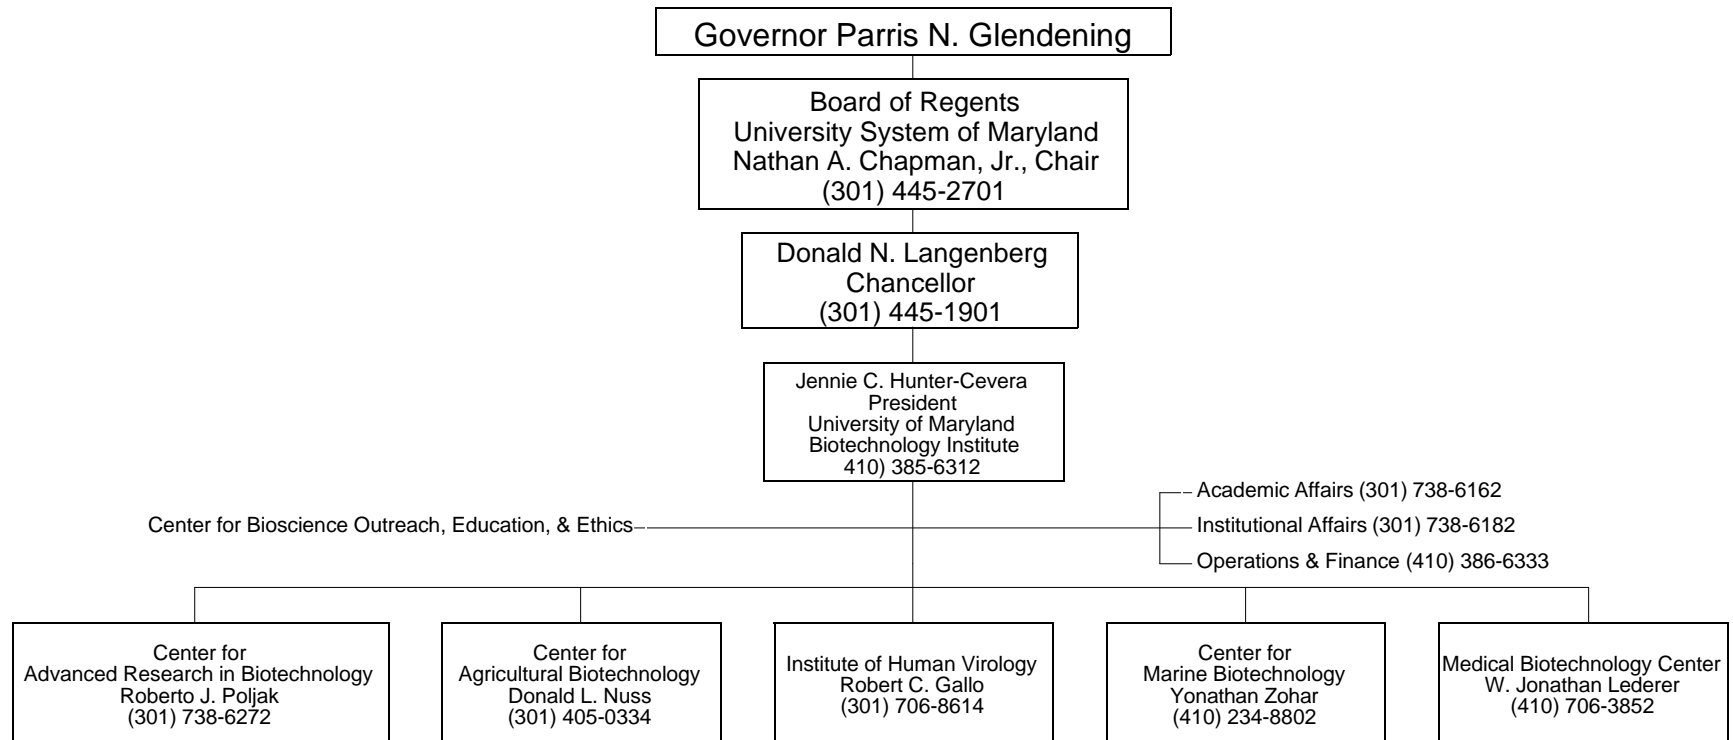 Governor Parris N. Glendening
Board of Regents
University System of Maryland
Nathan A. Chapman, Jr., Chair
(301) 445-2701
Donald N. Langenberg
Chancellor
(301) 445-1901
Jennie C. Hunter-Cevera
President
University of Maryland
Biotechnology Institute
410) 385-6312
Academic Affairs (301) 738-6162
Center for Bioscience Outreach, Education, & Ethics
Institutional Affairs (301) 738-6182
Operations & Finance (410) 386-6333
Center for
Advanced Research in Biotechnology
Roberto J. Poljak
(301) 738-6272
Center for
Agricultural Biotechnology
Donald L. Nuss
(301) 405-0334
Institute of Human Virology
Robert C. Gallo
(301) 706-8614
Center for
Marine Biotechnology
Yonathan Zohar
(410) 234-8802
Medical Biotechnology Center
W. Jonathan Lederer
(410) 706-3852